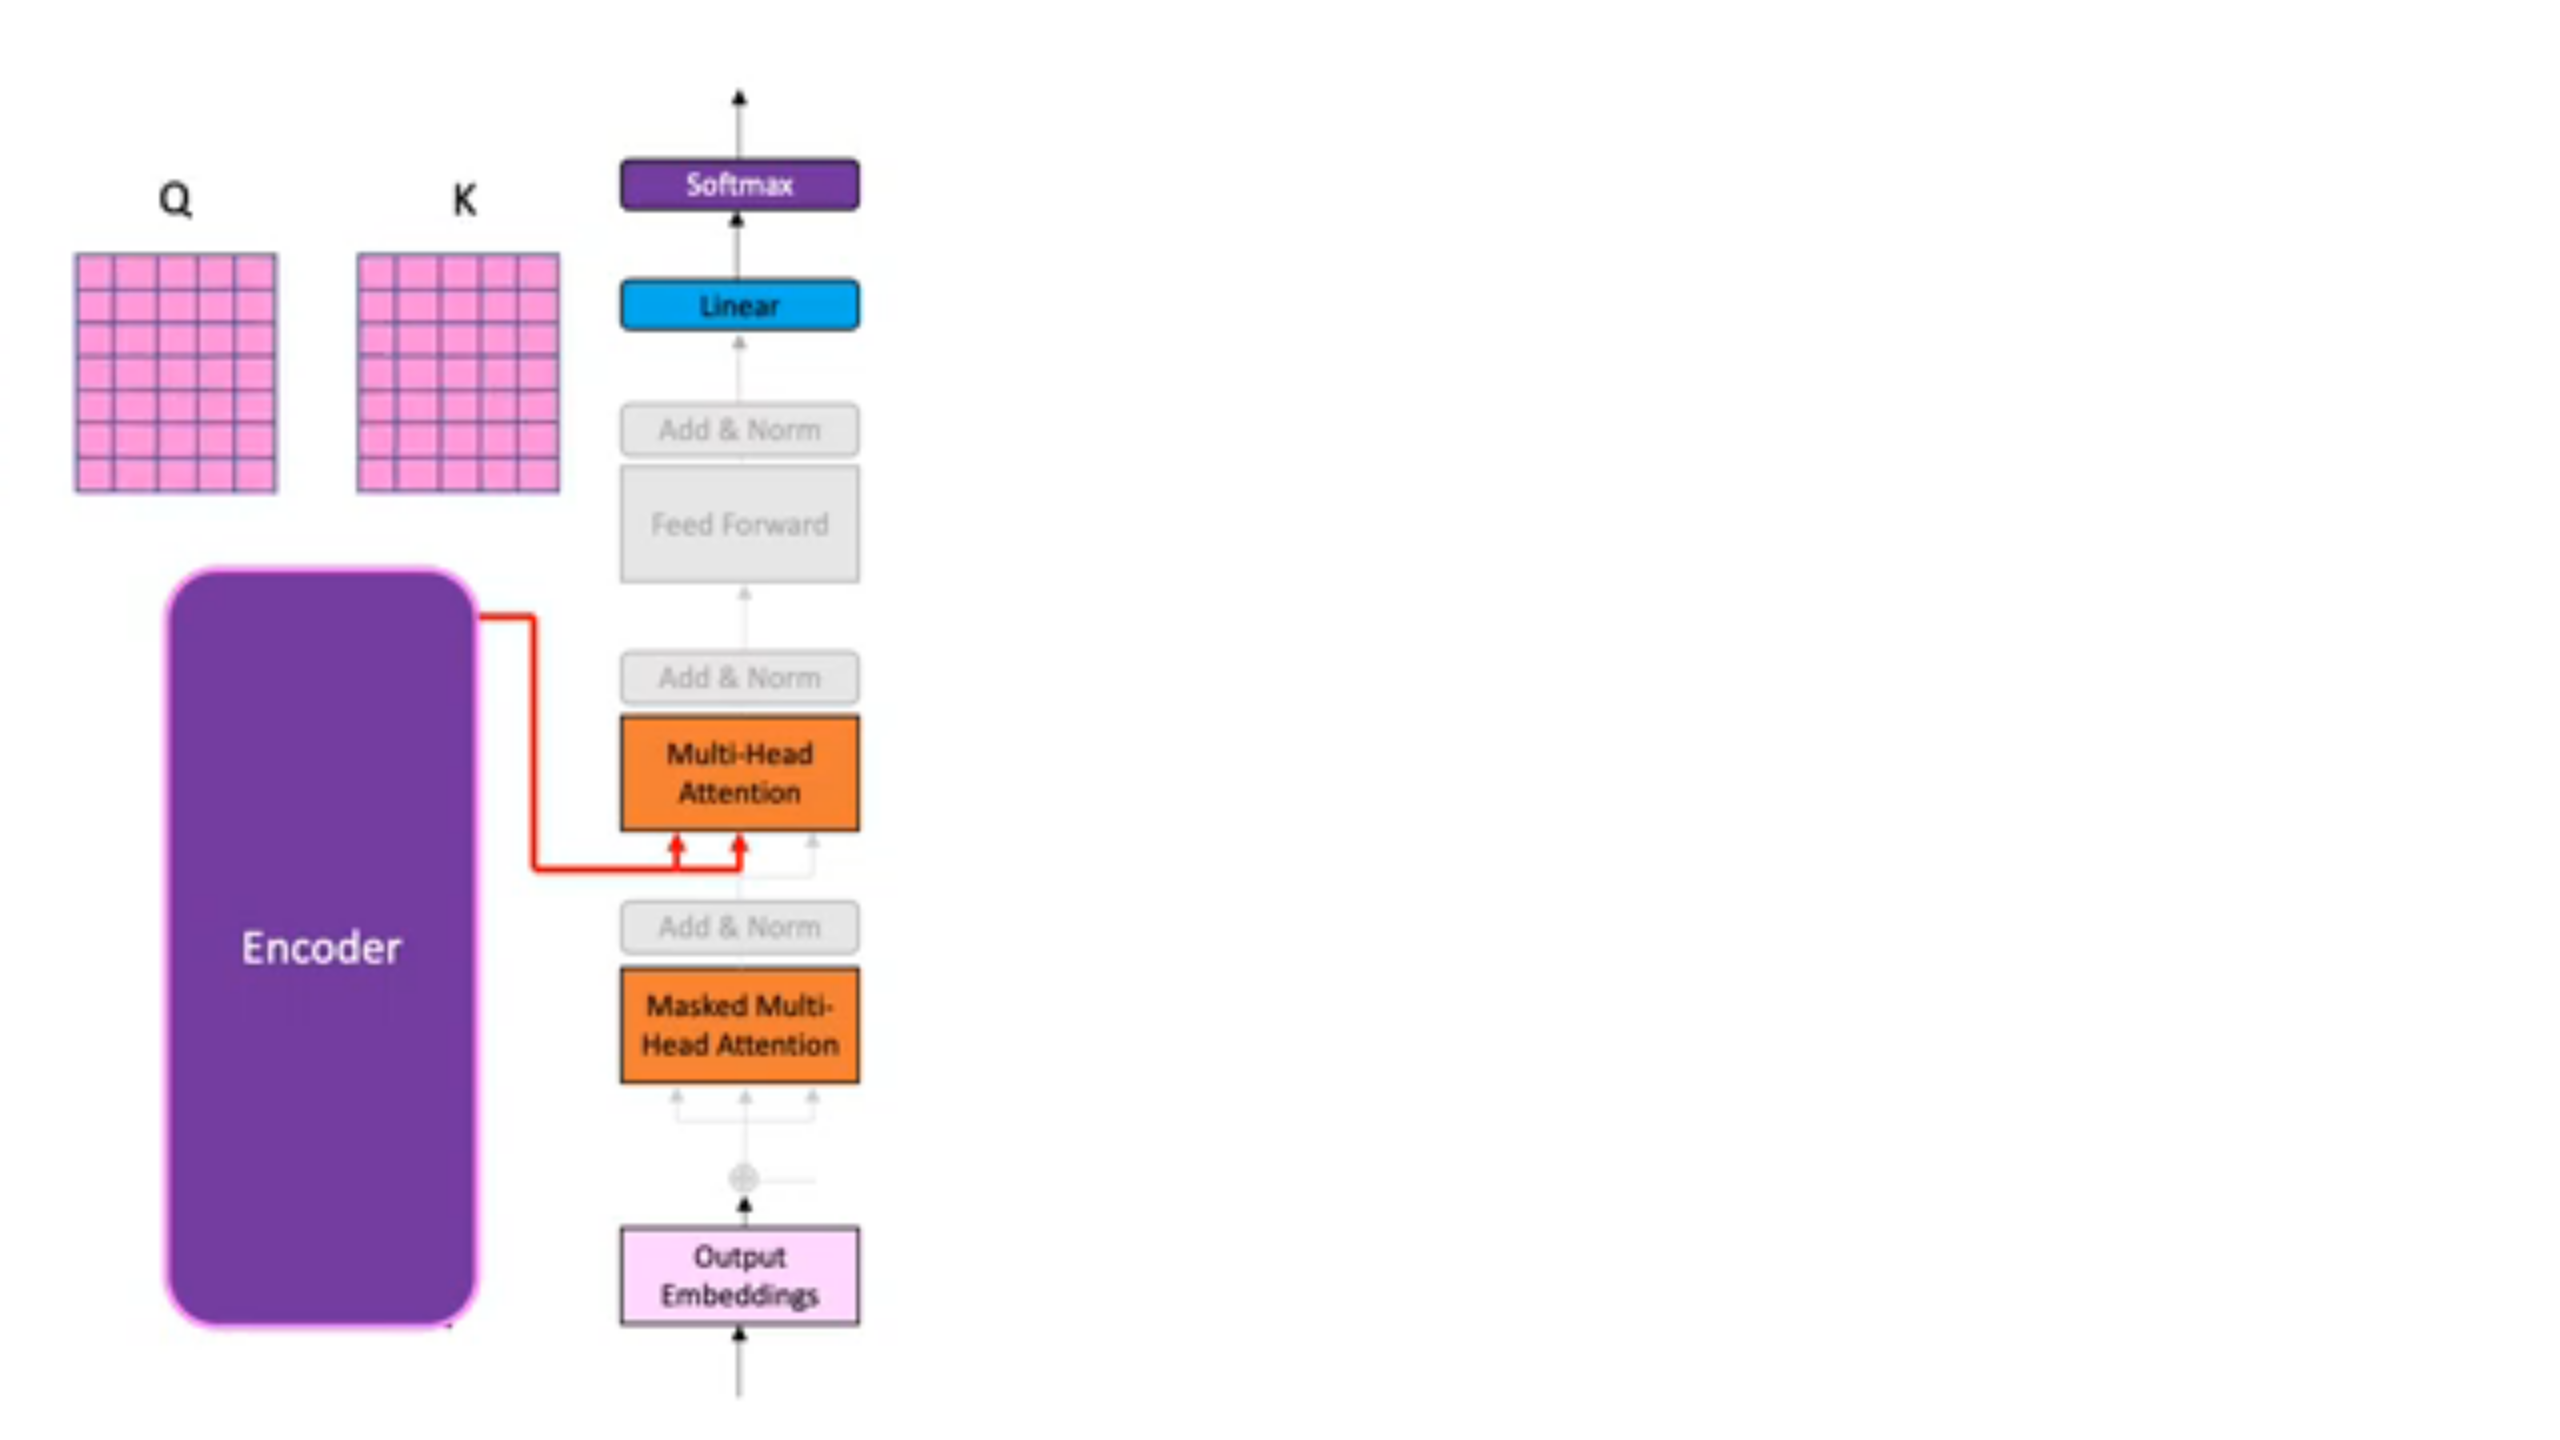 Q
K
Softmax
Linear
Add & Norm
Feed Forward
Add & Norm
Multi-Head
Attention
Add & Norm
Encoder
Masked Multi-
Head Attention
Output
Embeddings